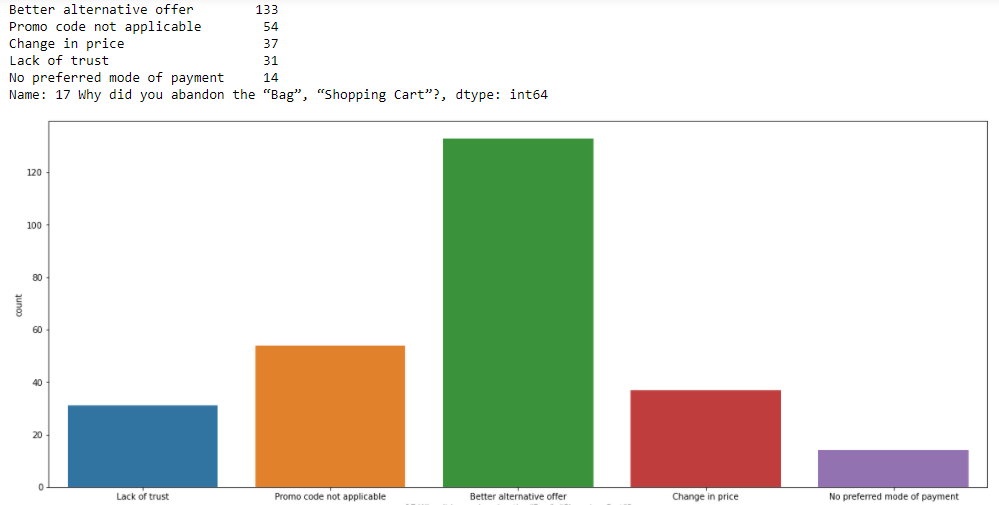 Better alternative offer 133
Promo code not applicable 54
Change in price 37
Lack of trust 31
No preferred mode of payment 14
Name: 17 Why did you abandon the “Bag”, “Shopping Cart”?, dtype: int64
120
100
80
60
40
20
0
count
Lack of trust Promo code not applicable Better alternative offer Change in price No preferred mode of payment